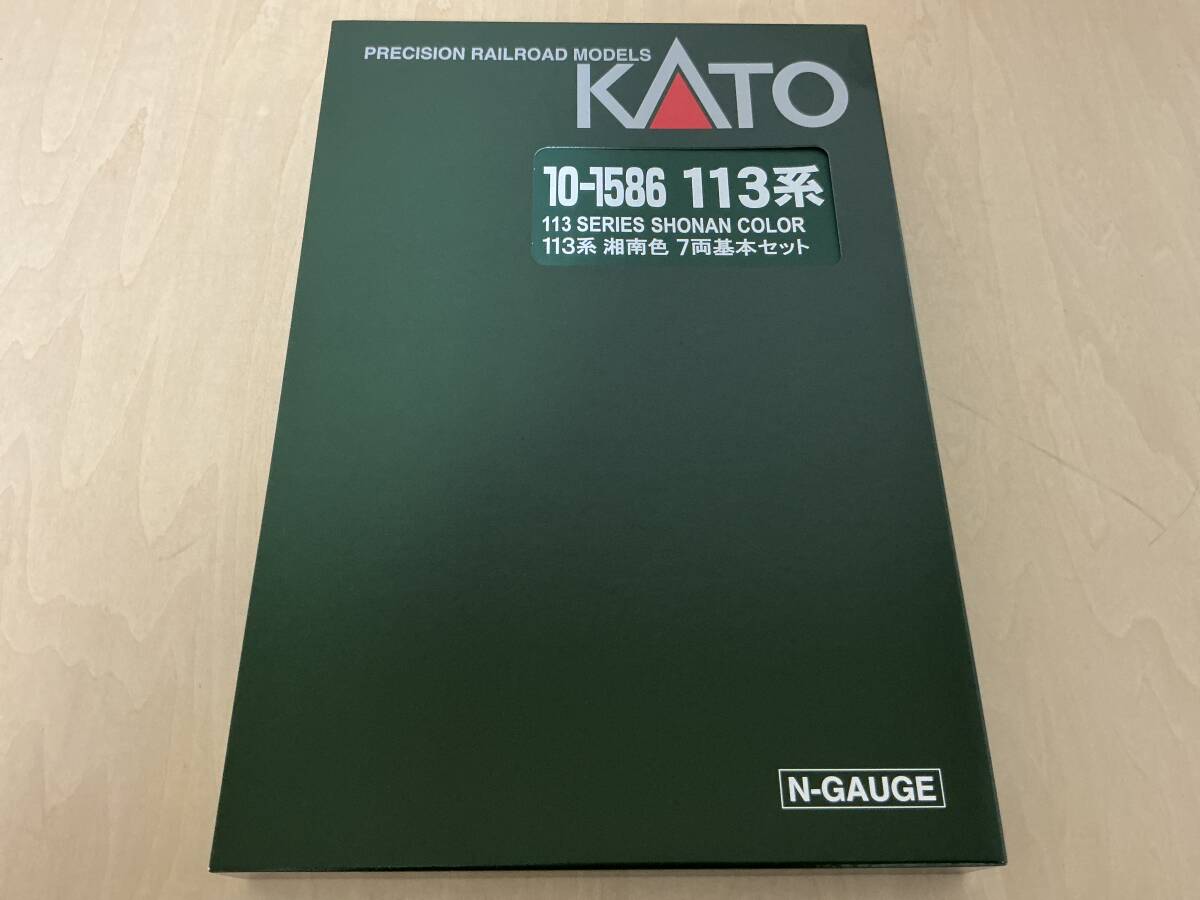 PRECISION RAILROAD MODELS
KATO
10-1586 113系
113 SERIES SHONAN COLOR
113系 湘南色 7両基本セット
N-GAUGE